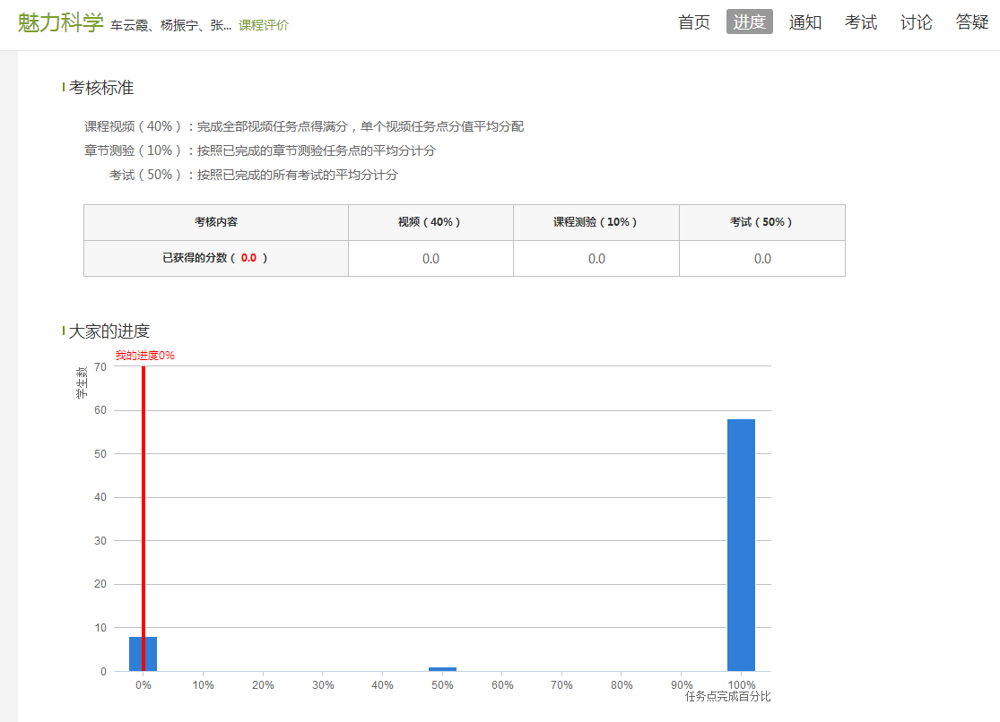 魅力科学 车云霞、杨振宁、张... 课程评价 首页 进度 通知 考试 讨论 答疑
考核标准
课程视频（40%）：完成全部视频任务点得满分，单个视频任务点分值平均分配
章节测验（10%）：按照已完成的章节测验任务点的平均分计分
考试（50%）：按照已完成的所有考试的平均分计分
考核内容 视频（40%） 课程测验（10%） 考试（50%）
已获得的分数（ 0.0 ） 0.0 0.0 0.0
大家的进度
我的进度0%
学生数
70
60
50
40
30
20
10
0
0% 10% 20% 30% 40% 50% 60% 70% 80% 90% 100%
任务点完成百分比